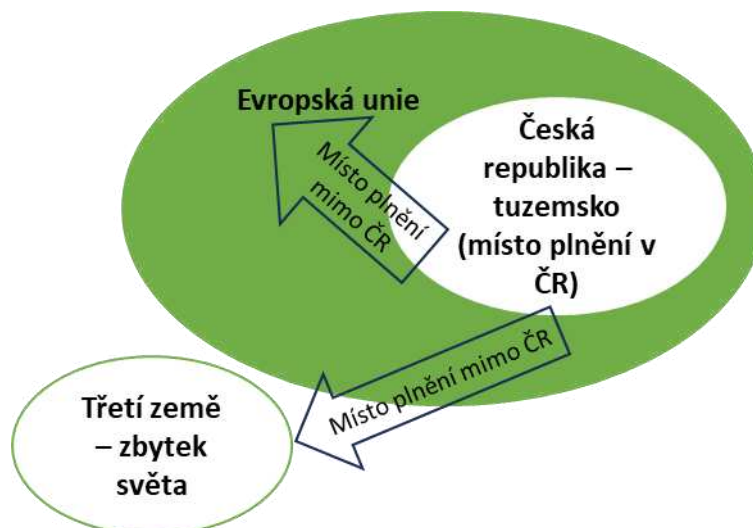 Evropská unie
Česká
republika –
tuzemsko
(místo plnění v
ČR)
Místo plnění
mimo ČR
Místo plnění mimo ČR
Třetí země
– zbytek
světa